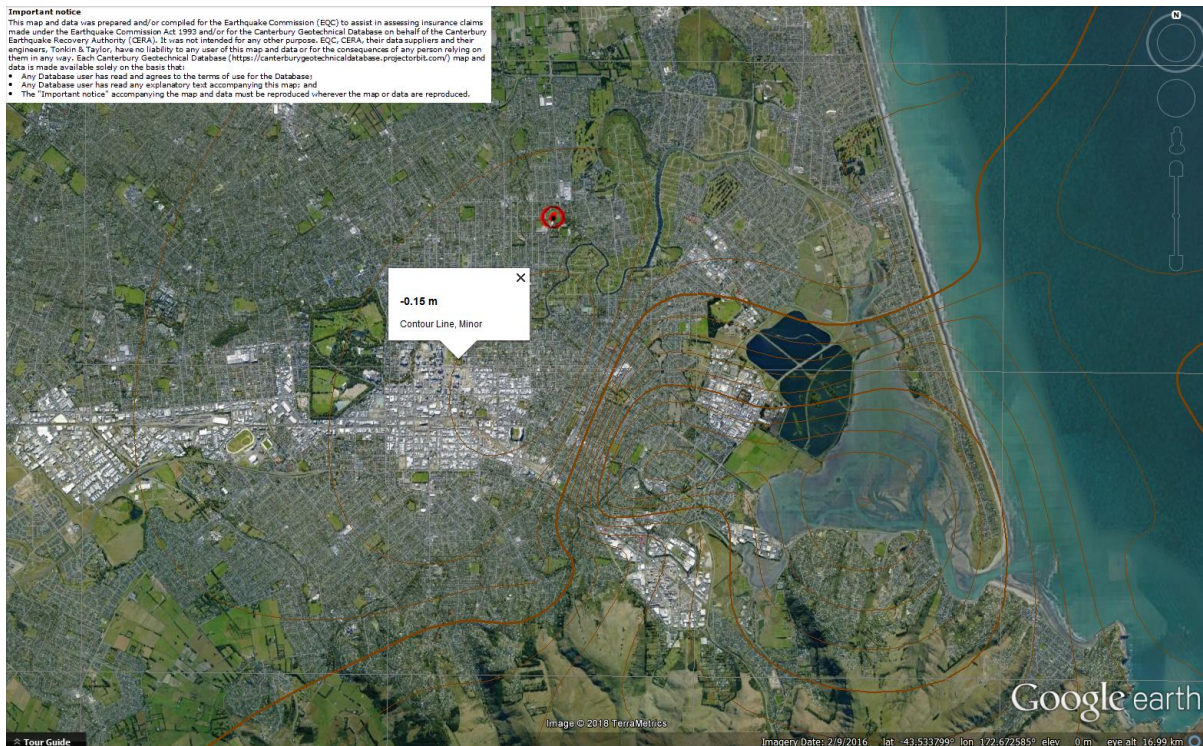 Important notice
This map and data was prepared and/or compiled for the Earthquake Commission (EQC) to assist in assessing insurance claims
made under the Earthquake Commission Act 1993 and/or for the Canterbury Geotechnical Database on behalf of the Canterbury
Earthquake Recovery Authority (CERA). It was not intended for any other purpose. EQC, CERA, their data suppliers and their
engineers, Tonkin & Taylor, have no liability to any user of this map and data or for the consequences of any person relying on
them in any way. Each Canterbury Geotechnical Database (https://canterburygeotechnicaldatabase.projectorbit.com/) map and
data is made available solely on the basis that:
• Any Database user has read and agrees to the terms of use for the Database;
• Any Database user has read any explanatory text accompanying this map; and
• The "Important notice" accompanying the map and data must be reproduced wherever the map or data are reproduced.
N
-0.15 m
Contour Line, Minor
Google earth
Image © 2018 TerraMetrics
Tour Guide
Imagery Date: 2/9/2016 lat -43.533799° lon 172.672585° elev 0 m eye alt 16.99 km